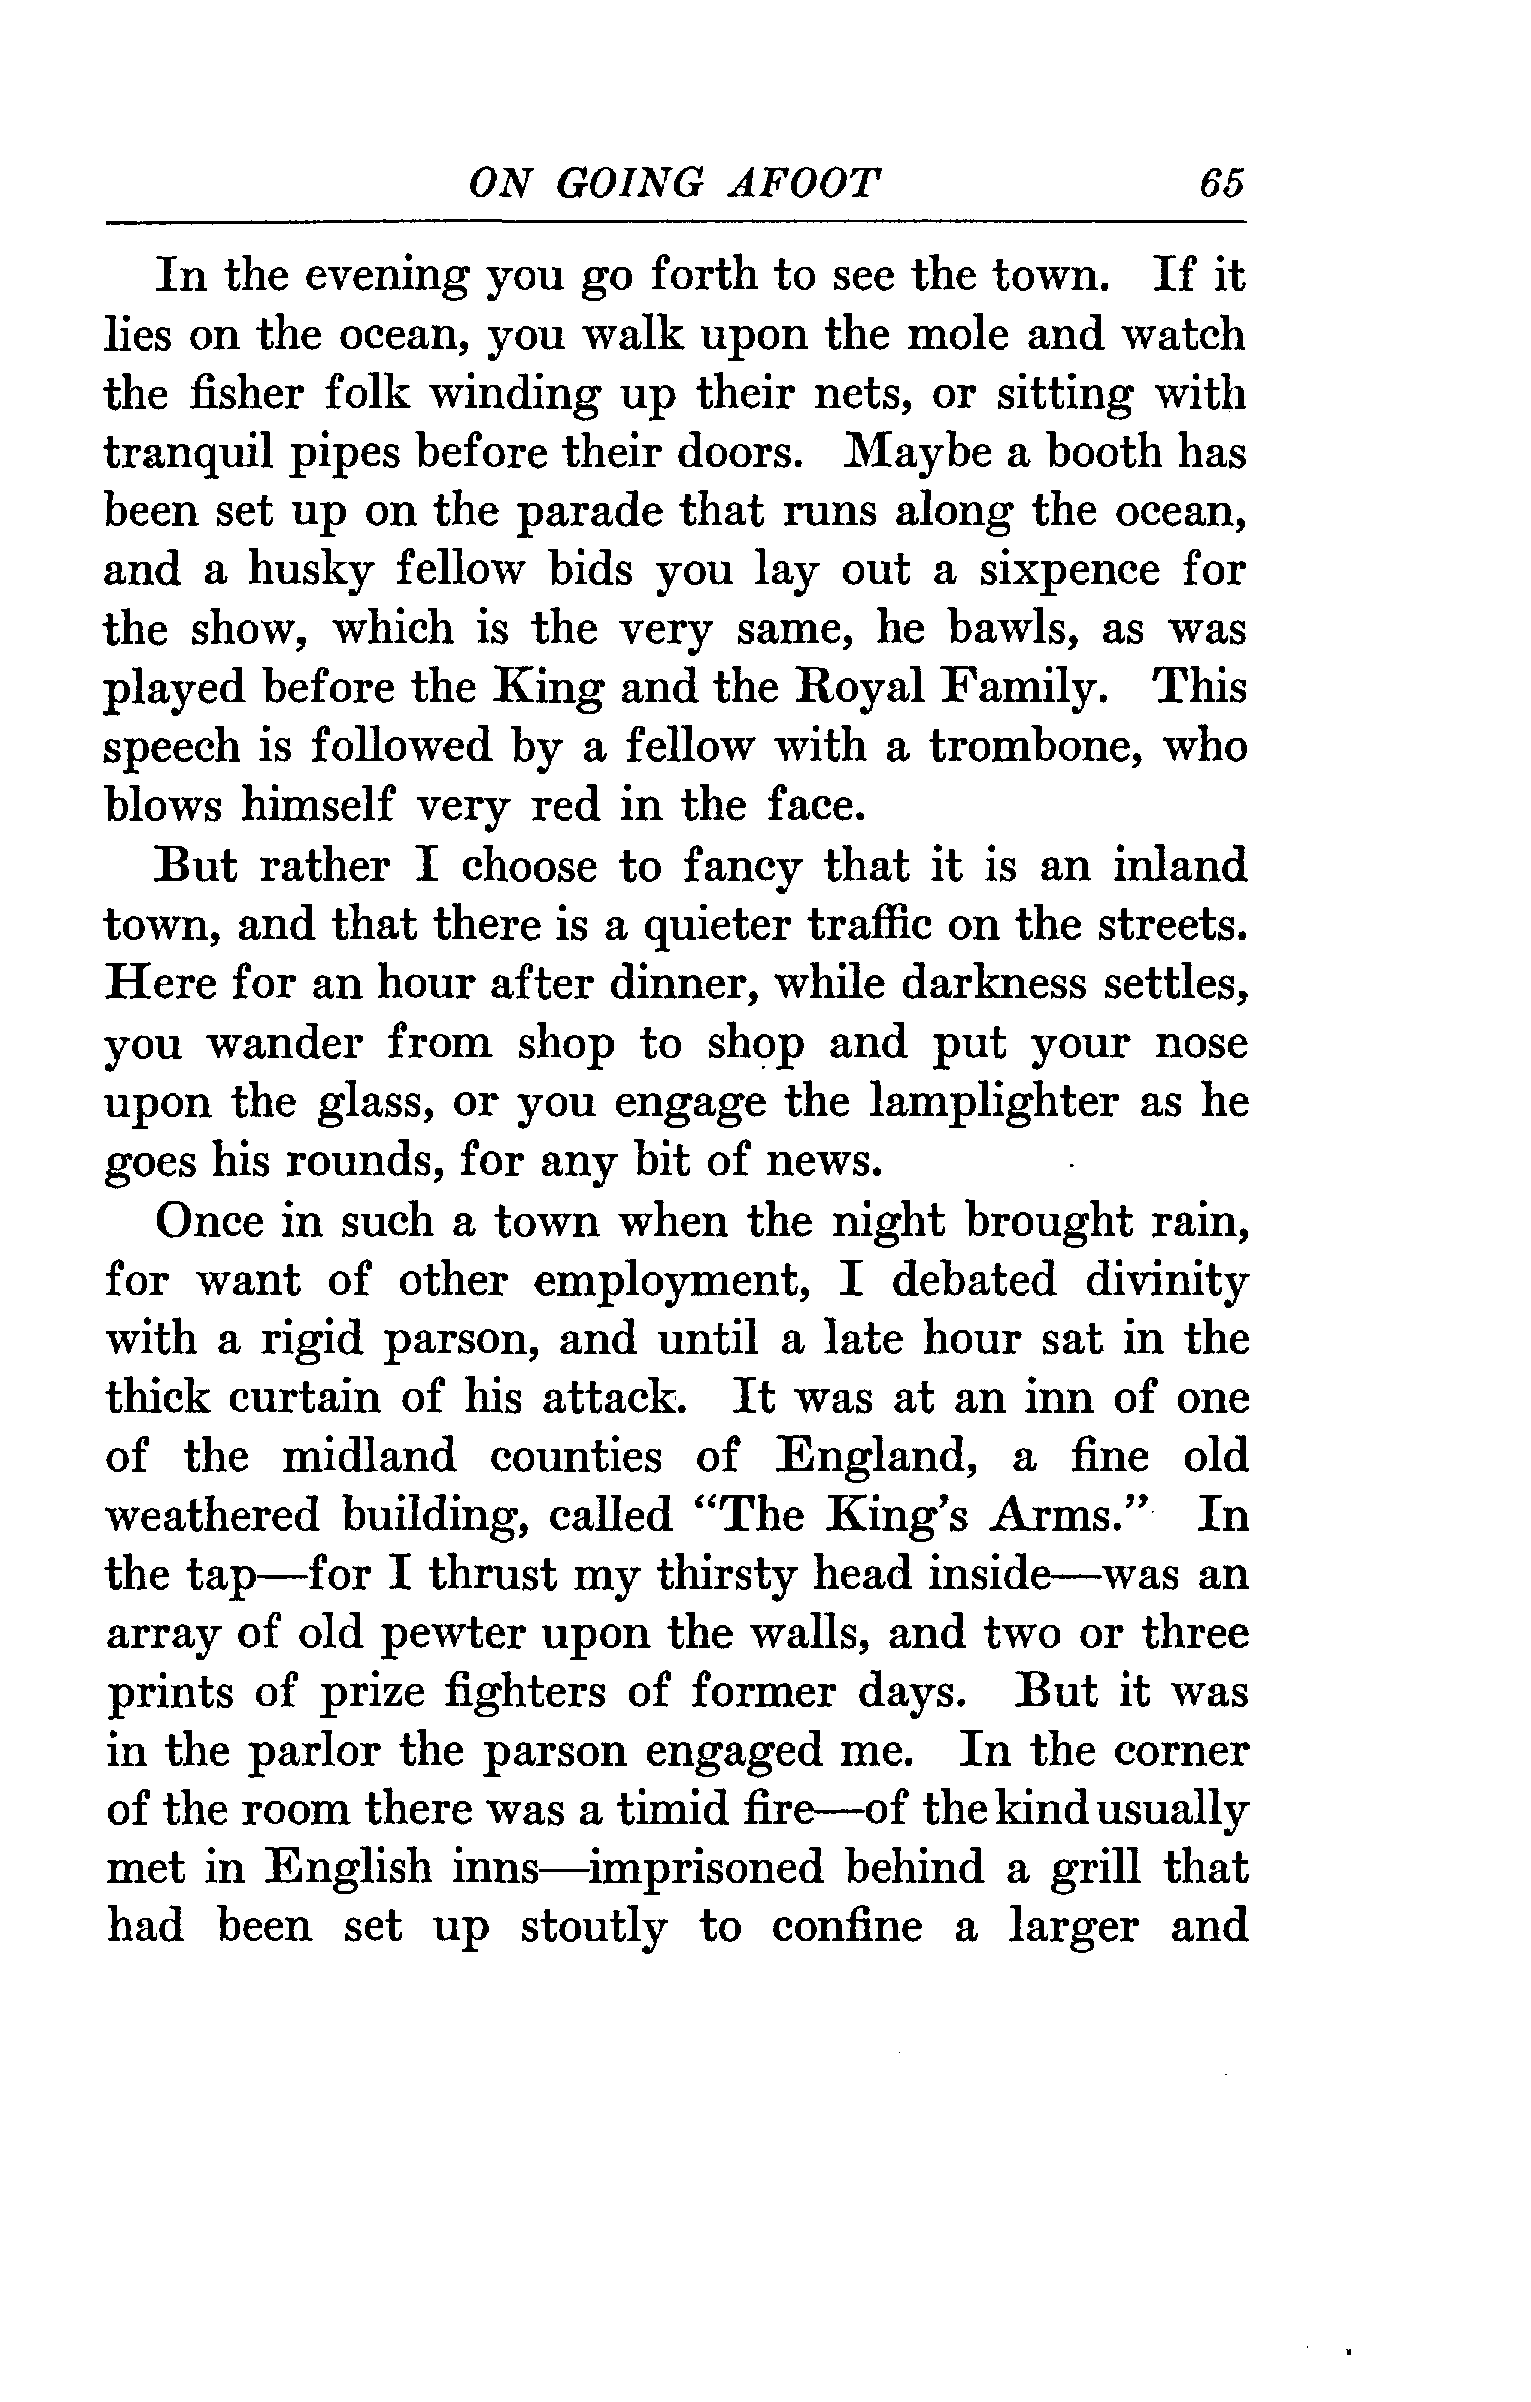 ON GOING AFOOT 65
In the evening you go forth to see the town. If it
lies on the ocean, you walk upon the mole and watch
the fisher folk winding up their nets, or sitting with
tranquil pipes before their doors. Maybe a booth has
been set up on the parade that runs along the ocean,
and a husky fellow bids you lay out a sixpence for
the show, which is the very same, he bawls, as was
played before the King and the Royal Family. This
speech is followed by a fellow with a trombone, who
blows himself very red in the face.
But rather I choose to fancy that it is an inland
town, and that there is a quieter traffic on the streets.
Here for an hour after dinner, while darkness settles,
you wander from shop to shop and put your nose
upon the glass, or you engage the lamplighter as he
goes his rounds, for any bit of news.
Once in such a town when the night brought rain,
for want of other employment, I debated divinity
with a rigid parson, and until a late hour sat in the
thick curtain of his attack. It was at an inn of one
of the midland counties of England, a fine old
weathered building, called “The King’s Arms.” In
the tap—for I thrust my thirsty head inside—was an
array of old pewter upon the walls, and two or three
prints of prize fighters of former days. But it was
in the parlor the parson engaged me. In the corner
of the room there was a timid fire—of the kind usually
met in English inns—imprisoned behind a grill that
had been set up stoutly to confine a larger and